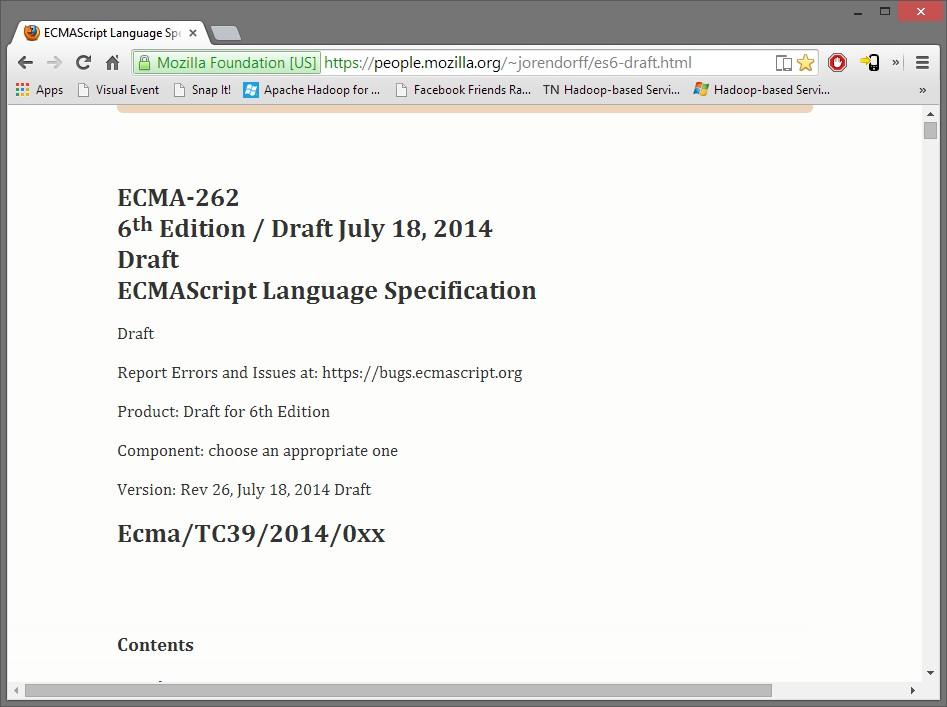 ECMAScript Language Sp
Mozilla Foundation [US] https://people.mozilla.org/~jorendorff/es6-draft.html
Apps Visual Event Snap It! Apache Hadoop for ... Facebook Friends Ra... TN Hadoop-based Servi... Hadoop-based Servi... »
ECMA-262
6th Edition / Draft July 18, 2014
Draft
ECMAScript Language Specification
Draft
Report Errors and Issues at: https://bugs.ecmascript.org
Product: Draft for 6th Edition
Component: choose an appropriate one
Version: Rev 26, July 18, 2014 Draft
Ecma/TC39/2014/0xx
Contents